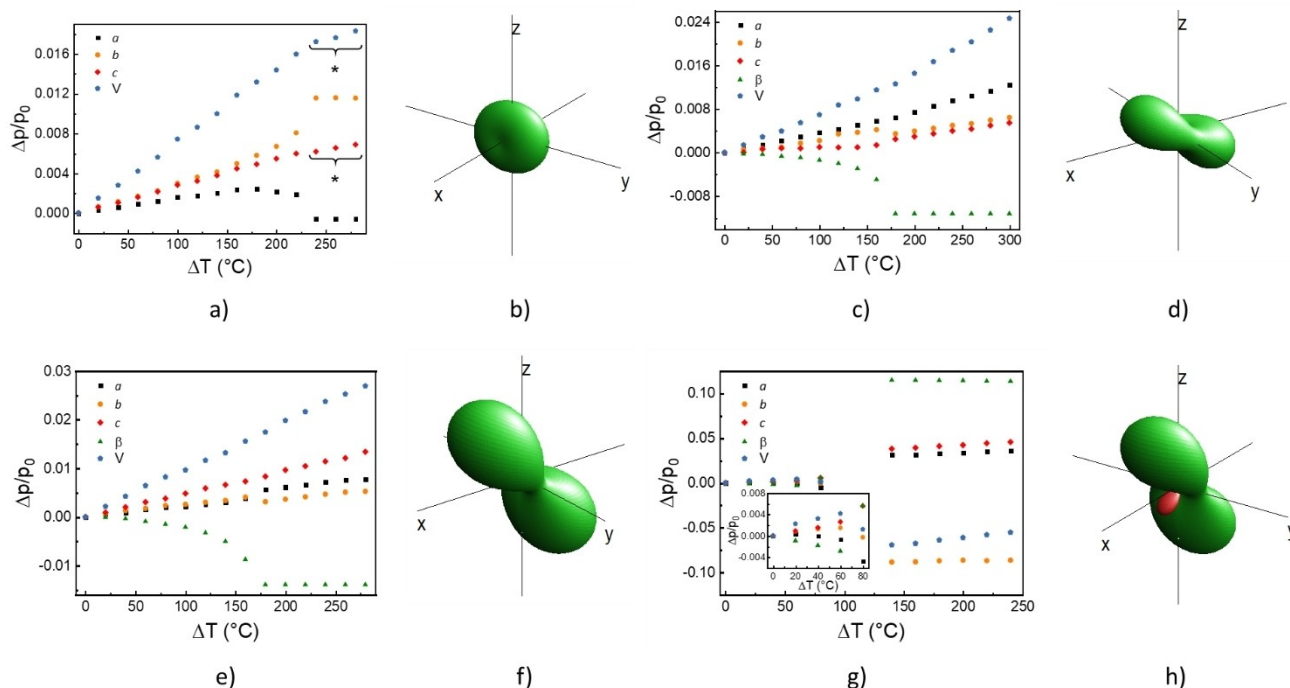 Δp/p₀
0.016
0.012
0.008
0.004
0.000
a
b
c
V
*
*
0 50 100 150 200 250
ΔT (°C)
a)
z
x
y
b)
Δp/p₀
0.024
0.016
0.008
0.000
-0.008
a
b
c
β
V
0 50 100 150 200 250 300
ΔT (°C)
c)
z
x
y
d)
Δp/p₀
0.03
0.02
0.01
0.00
-0.01
a
b
c
β
V
0 50 100 150 200 250
ΔT (°C)
e)
z
x
y
f)
Δp/p₀
0.10
0.05
0.00
-0.05
-0.10
a
b
c
β
V
Δp/p₀
0.008
0.004
0.000
-0.004
0 20 40 60 80
ΔT (°C)
0 50 100 150 200 250
ΔT (°C)
g)
z
x
y
h)